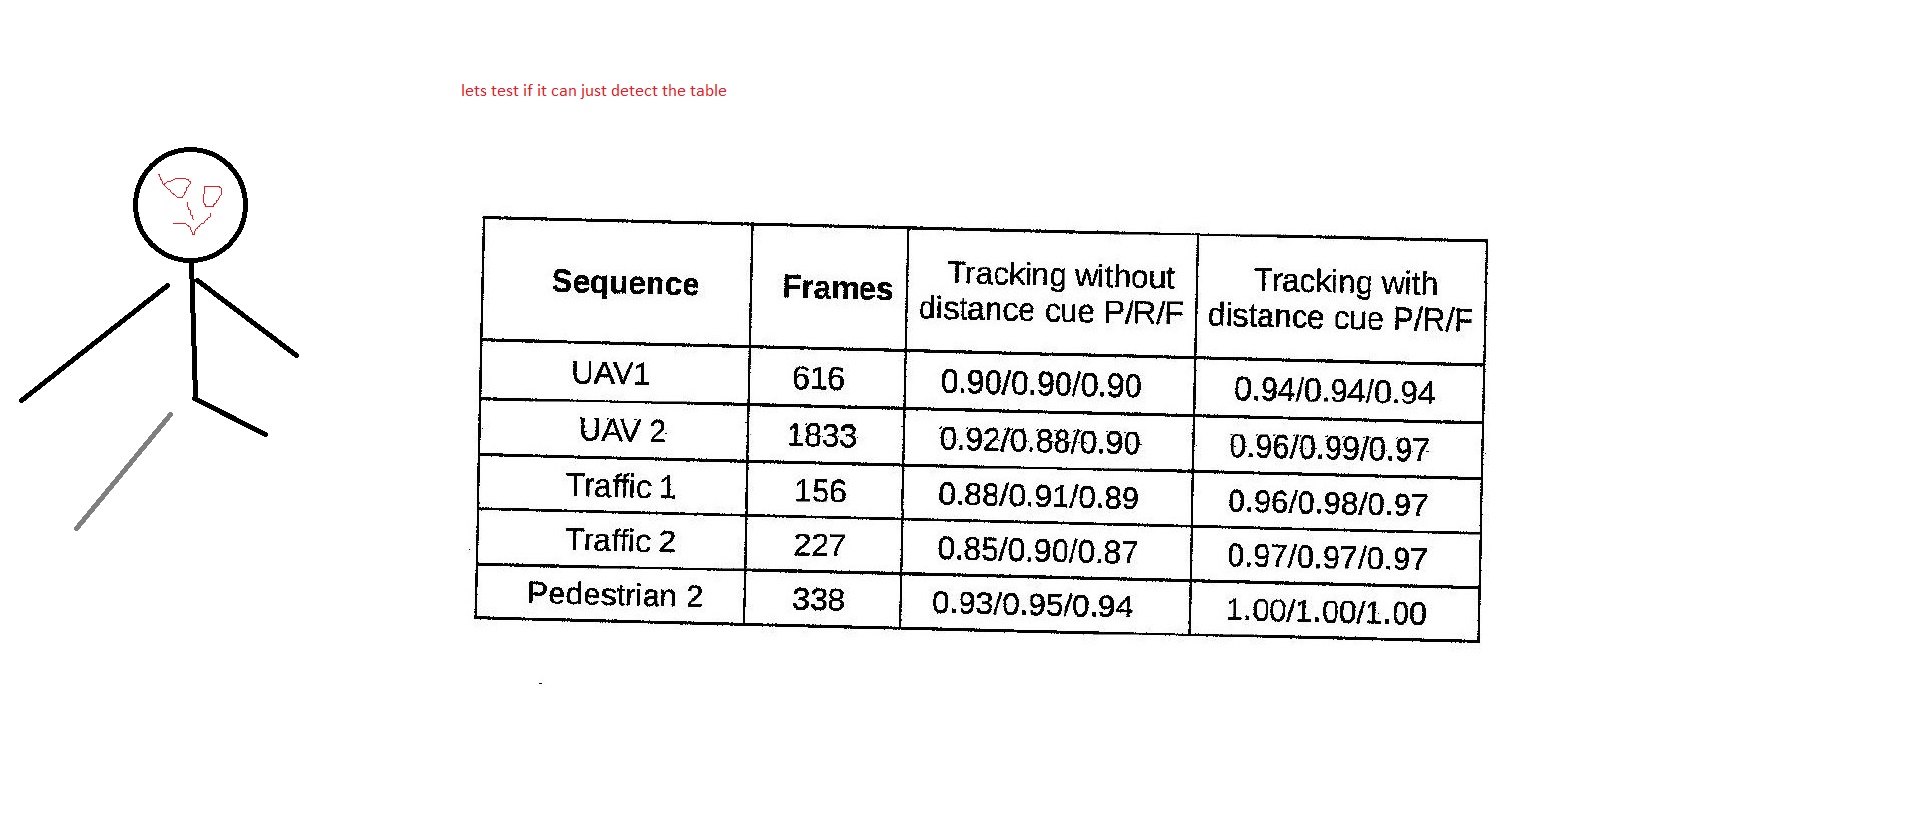 lets test if it can just detect the table
Sequence Frames Tracking without distance cue P/R/F Tracking with distance cue P/R/F
UAV1 616 0.90/0.90/0.90 0.94/0.94/0.94
UAV 2 1833 0.92/0.88/0.90 0.96/0.99/0.97
Traffic 1 156 0.88/0.91/0.89 0.96/0.98/0.97
Traffic 2 227 0.85/0.90/0.87 0.97/0.97/0.97
Pedestrian 2 338 0.93/0.95/0.94 1.00/1.00/1.00